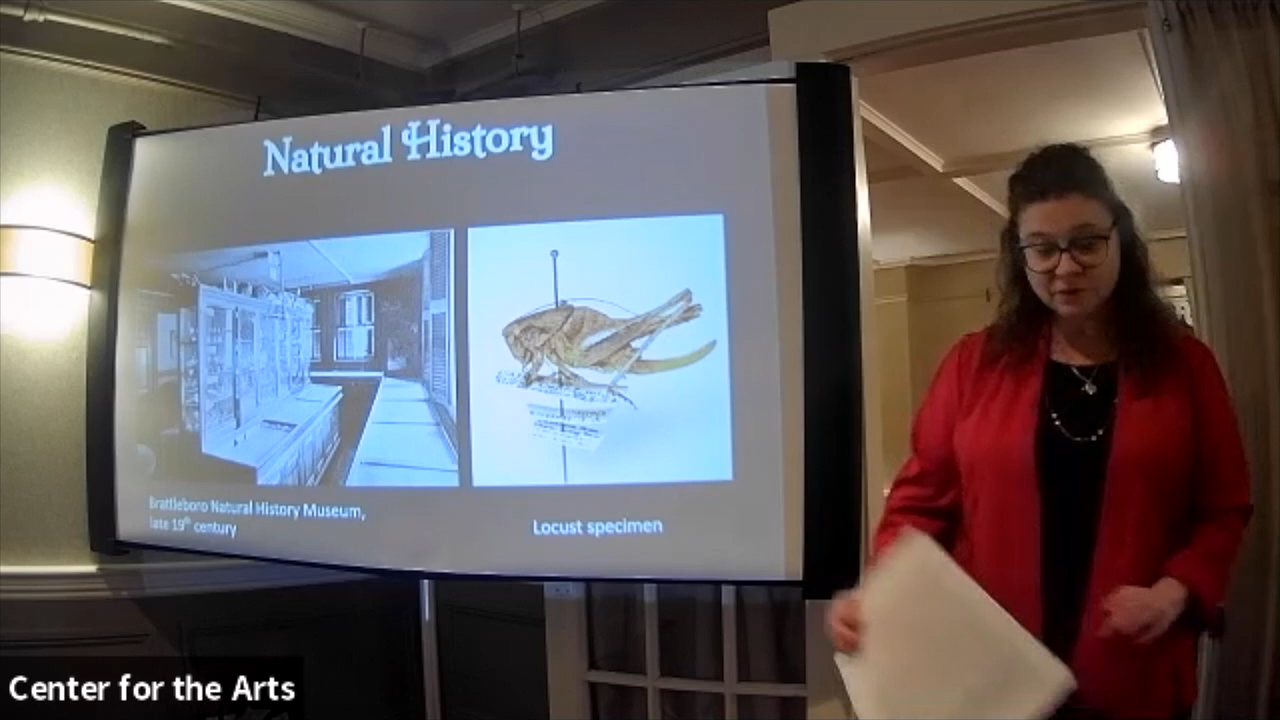 Natural History
Brattleboro Natural History Museum,
late 19th century
Locust specimen
Center for the Arts